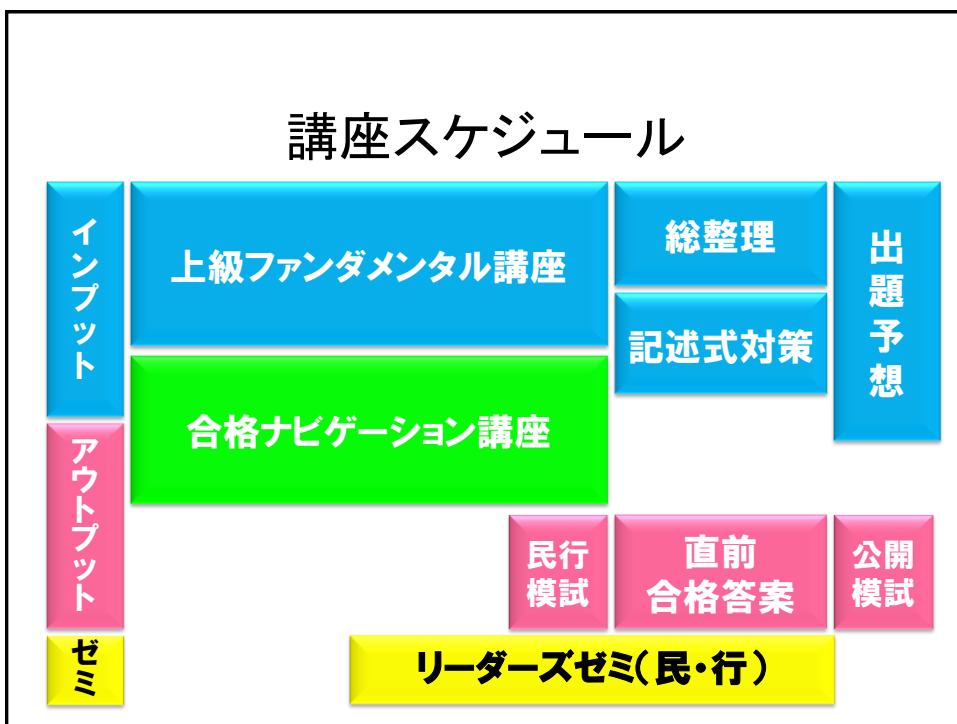 講座スケジュール
インプット
上級ファンダメンタル講座
総整理
出題予想
記述式対策
合格ナビゲーション講座
アウトプット
民行
模試
直前
合格答案
公開
模試
ゼミ
リーダーズゼミ(民・行)